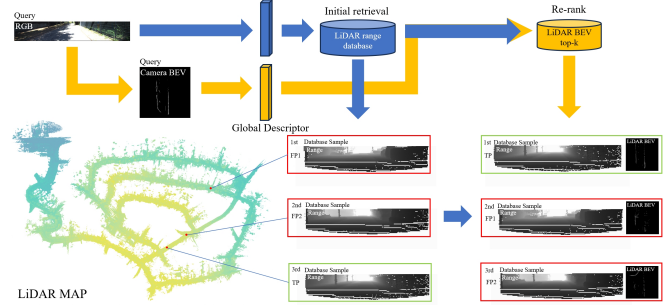 Query
RGB
Initial retrieval
LiDAR range
database
Re-rank
LiDAR BEV
top-k
Query
Camera BEV
Global Descriptor
1st
Database Sample
Range
FP1
2nd
Database Sample
Range
FP2
3rd
Database Sample
Range
TP
1st
Database Sample
Range
LiDAR BEV
TP
2nd
Database Sample
Range
LiDAR BEV
FP1
3rd
Database Sample
Range
LiDAR BEV
FP2
LiDAR MAP